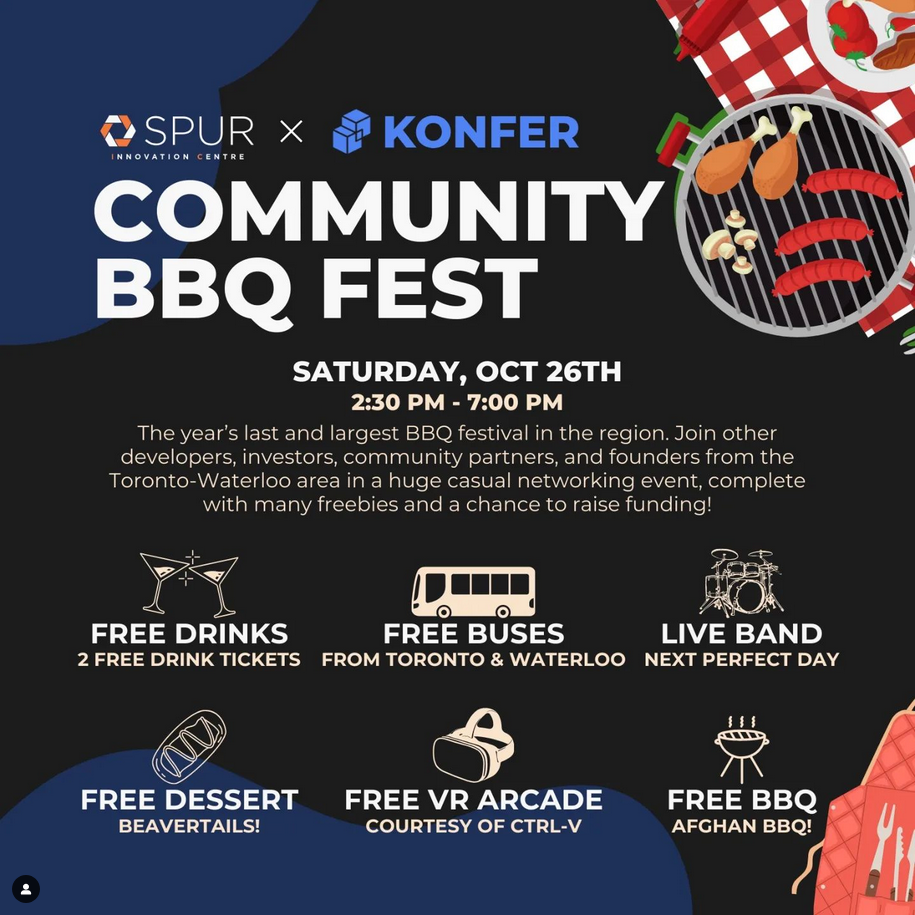 SPUR × KONFER
INNOVATION CENTRE
COMMUNITY
BBQ FEST
SATURDAY, OCT 26TH
2:30 PM - 7:00 PM
The year's last and largest BBQ festival in the region. Join other
developers, investors, community partners, and founders from the
Toronto-Waterloo area in a huge casual networking event, complete
with many freebies and a chance to raise funding!
FREE DRINKS
2 FREE DRINK TICKETS
FREE BUSES
FROM TORONTO & WATERLOO
LIVE BAND
NEXT PERFECT DAY
FREE DESSERT
BEAVERTAILS!
FREE VR ARCADE
COURTESY OF CTRL-V
FREE BBQ
AFGHAN BBQ!